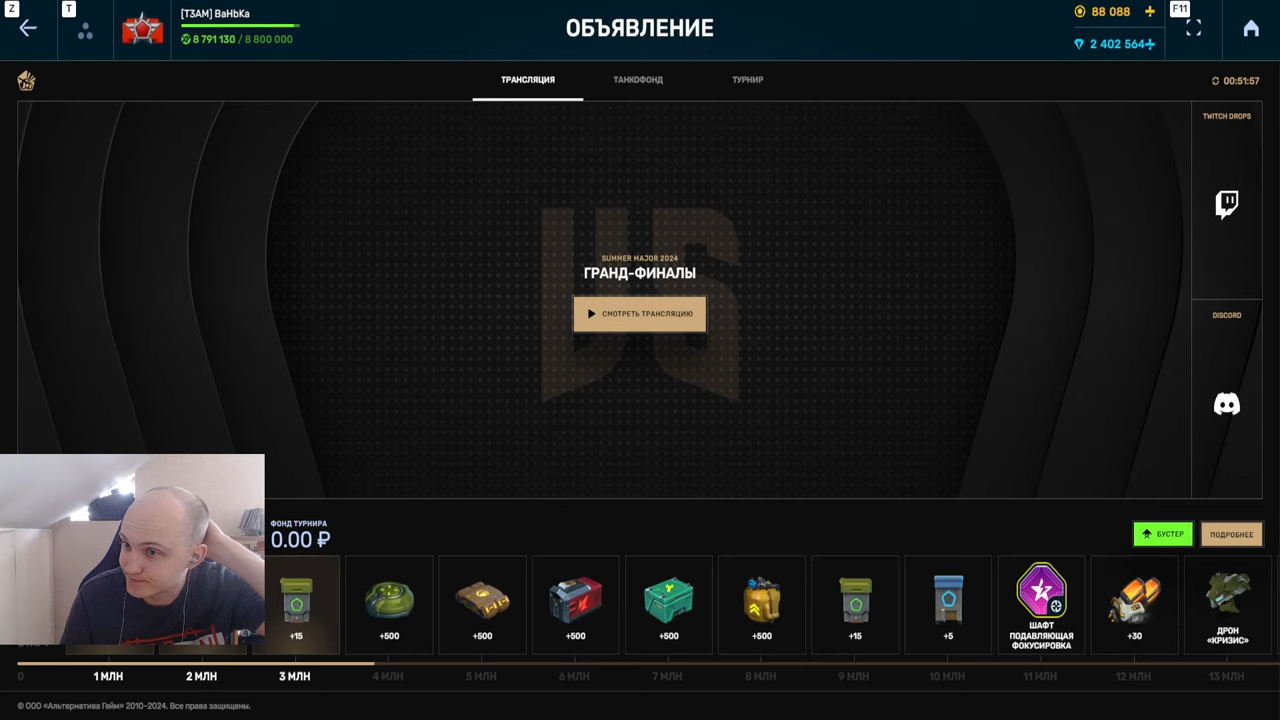 Z
T
[T3AM] BaHbKa
8 791 130 / 8 800 000
ОБЪЯВЛЕНИЕ
88 088
2 402 564
F11
ТРАНСЛЯЦИЯ
ТАНКОФОНД
ТУРНИР
00:51:57
TWITCH DROPS
SUMMER MAJOR 2024
ГРАНД-ФИНАЛЫ
СМОТРЕТЬ ТРАНСЛЯЦИЮ
DISCORD
ФОНД ТУРНИРА
0.00 ₽
БУСТЕР
ПОДРОБНЕЕ
+15
+500
+500
+500
+500
+500
+15
+5
ШАФТ
ПОДАВЛЯЮЩАЯ
ФОКУСИРОВКА
+30
ДРОН
«КРИЗИС»
0
1 МЛН
2 МЛН
3 МЛН
4 МЛН
5 МЛН
6 МЛН
7 МЛН
8 МЛН
9 МЛН
10 МЛН
11 МЛН
12 МЛН
13 МЛН
© ООО «Альтернатива Гейм» 2010-2024. Все права защищены.